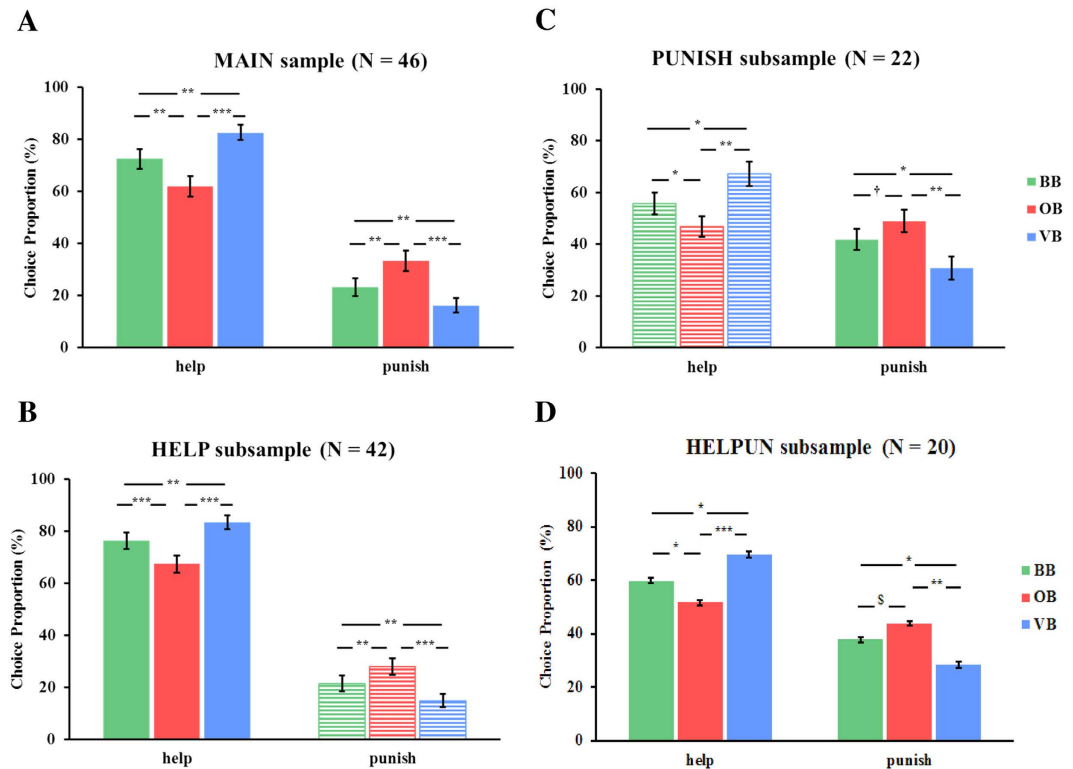 A
MAIN sample (N = 46)
Choice Proportion (%)
100
80
60
40
20
0
**
** ***
**
** ***
help punish
B
HELP subsample (N = 42)
Choice Proportion (%)
100
80
60
40
20
0
**
*** ***
**
** ***
help punish
C
PUNISH subsample (N = 22)
Choice Proportion (%)
100
80
60
40
20
0
*
* **
*
† **
help punish
BB
OB
VB
D
HELPUN subsample (N = 20)
Choice Proportion (%)
100
80
60
40
20
0
*
* ***
*
$ **
help punish
BB
OB
VB